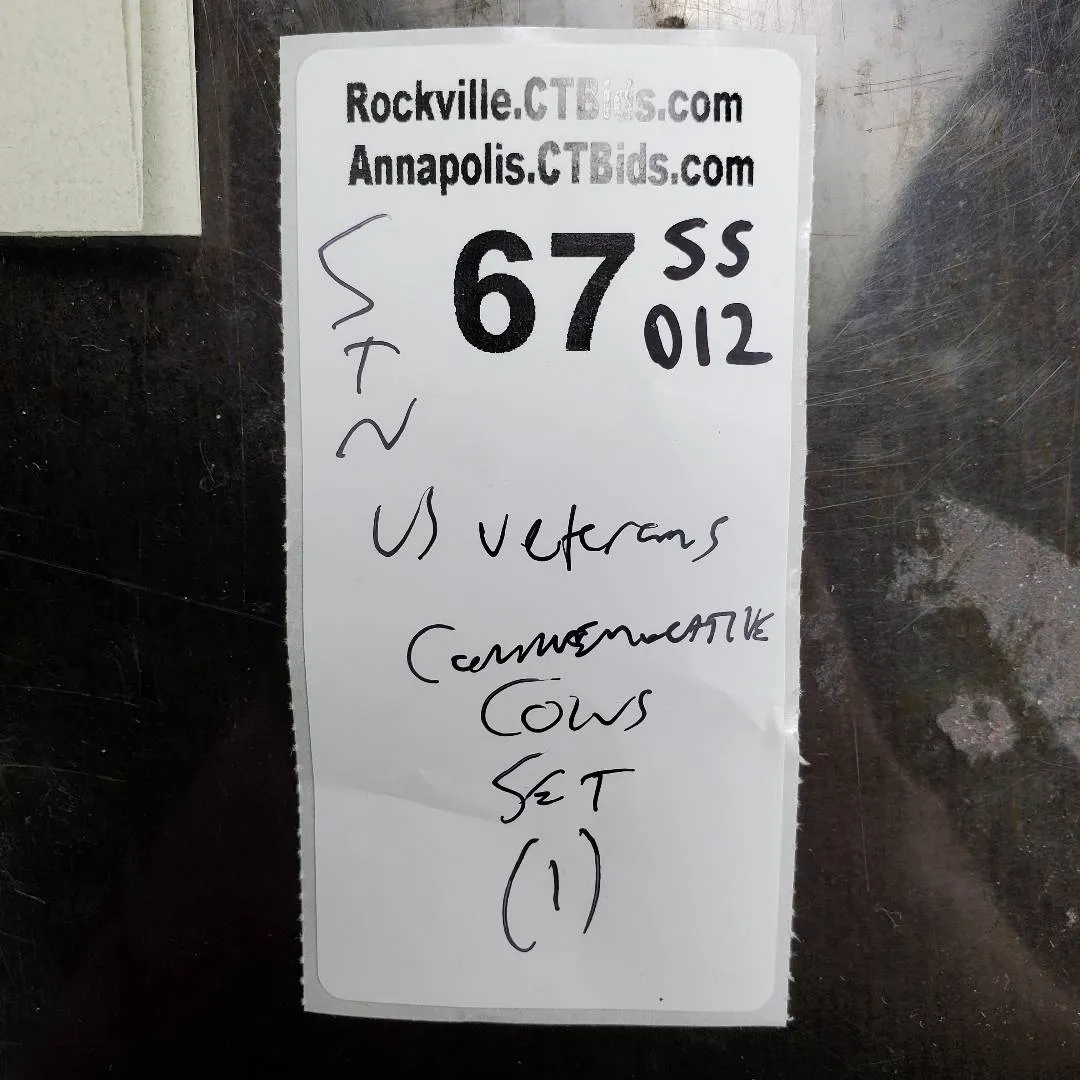 Rockville.CTBids.com
Annapolis.CTBids.com
67 SS
012
STN
US Veterans
COMMEMORATIVE
COINS
SET
(1)